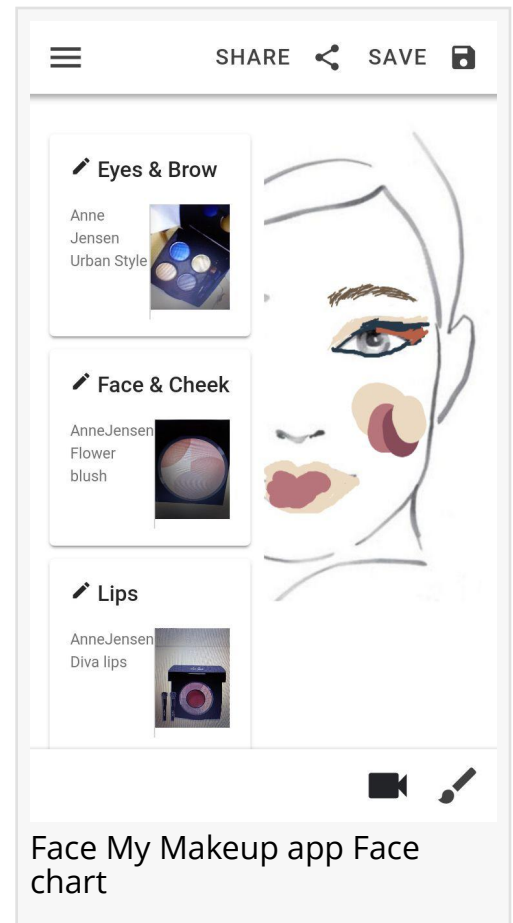 SHARE SAVE
Eyes & Brow
Anne
Jensen
Urban Style
Face & Cheek
AnneJensen
Flower
blush
Lips
AnneJensen
Diva lips
Face My Makeup app Face
chart